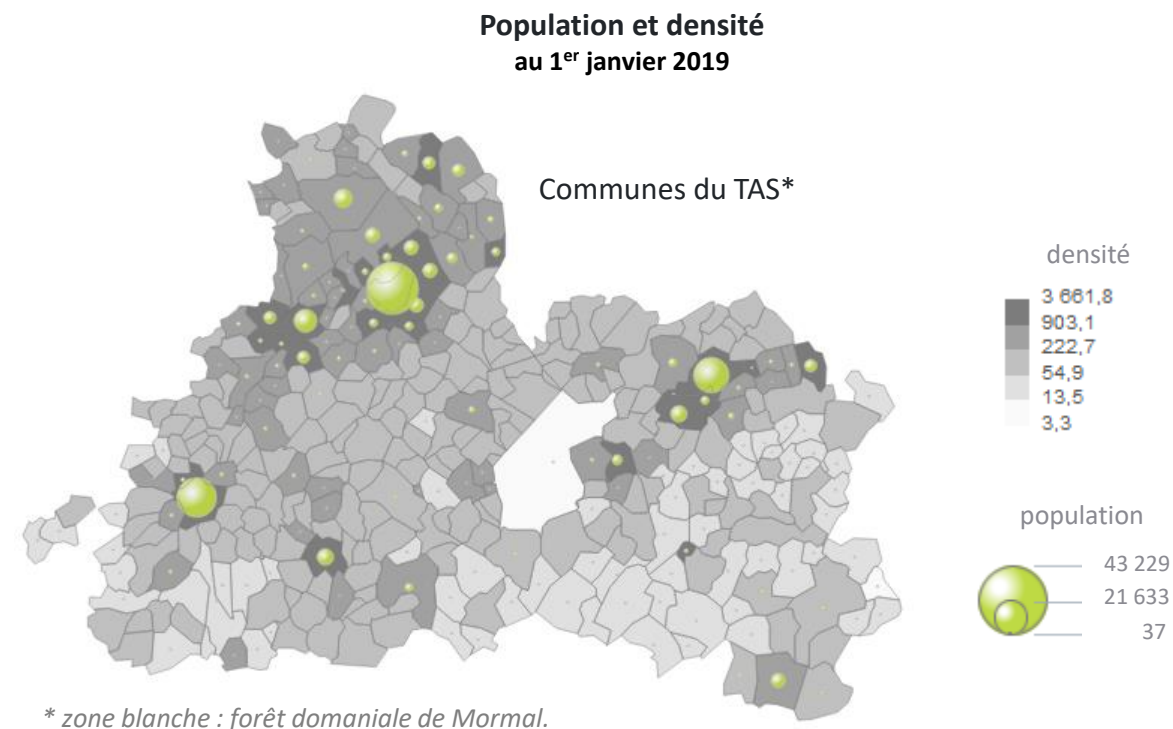 Population et densité
au 1er janvier 2019
Communes du TAS*
densité
3 661,8
903,1
222,7
54,9
13,5
3,3
population
43 229
21 633
37
* zone blanche : forêt domaniale de Mormal.